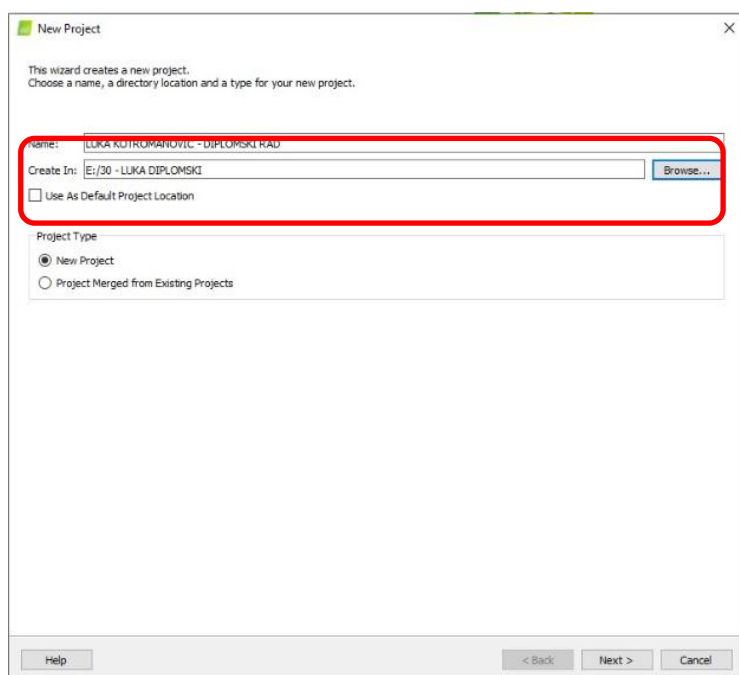 New Project
This wizard creates a new project.
Choose a name, a directory location and a type for your new project.
Name: LUKA KOTROMANOVIĆ - DIPLOMSKI RAD
Create In: E:/30 - LUKA DIPLOMSKI Browse...
Use As Default Project Location
Project Type
New Project
Project Merged from Existing Projects
Help < Back Next > Cancel